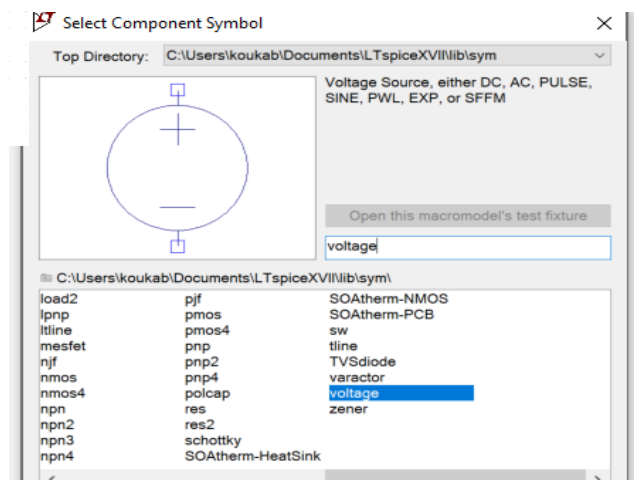 Select Component Symbol
Top Directory: C:\Users\koukab\Documents\LTspiceXVII\lib\sym
Voltage Source, either DC, AC, PULSE,
SINE, PWL, EXP, or SFFM
Open this macromodel's test fixture
voltage
C:\Users\koukab\Documents\LTspiceXVII\lib\sym\
load2 pjf SOAtherm-NMOS
lpnp pmos SOAtherm-PCB
ltline pmos4 sw
mesfet pnp tline
njf pnp2 TVSdiode
nmos pnp4 varactor
nmos4 polcap voltage
npn res zener
npn2 res2
npn3 schottky
npn4 SOAtherm-HeatSink